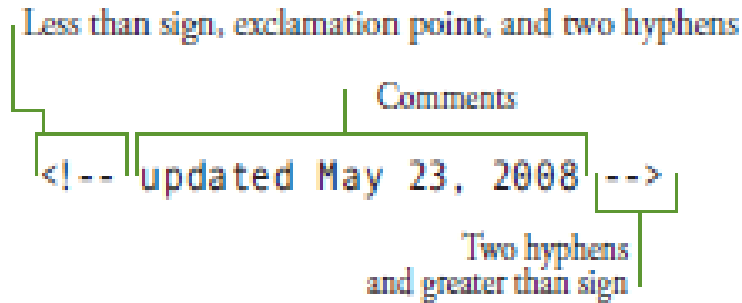 Less than sign, exclamation point, and two hyphens
Comments
<!-- updated May 23, 2008 -->
Two hyphens
and greater than sign